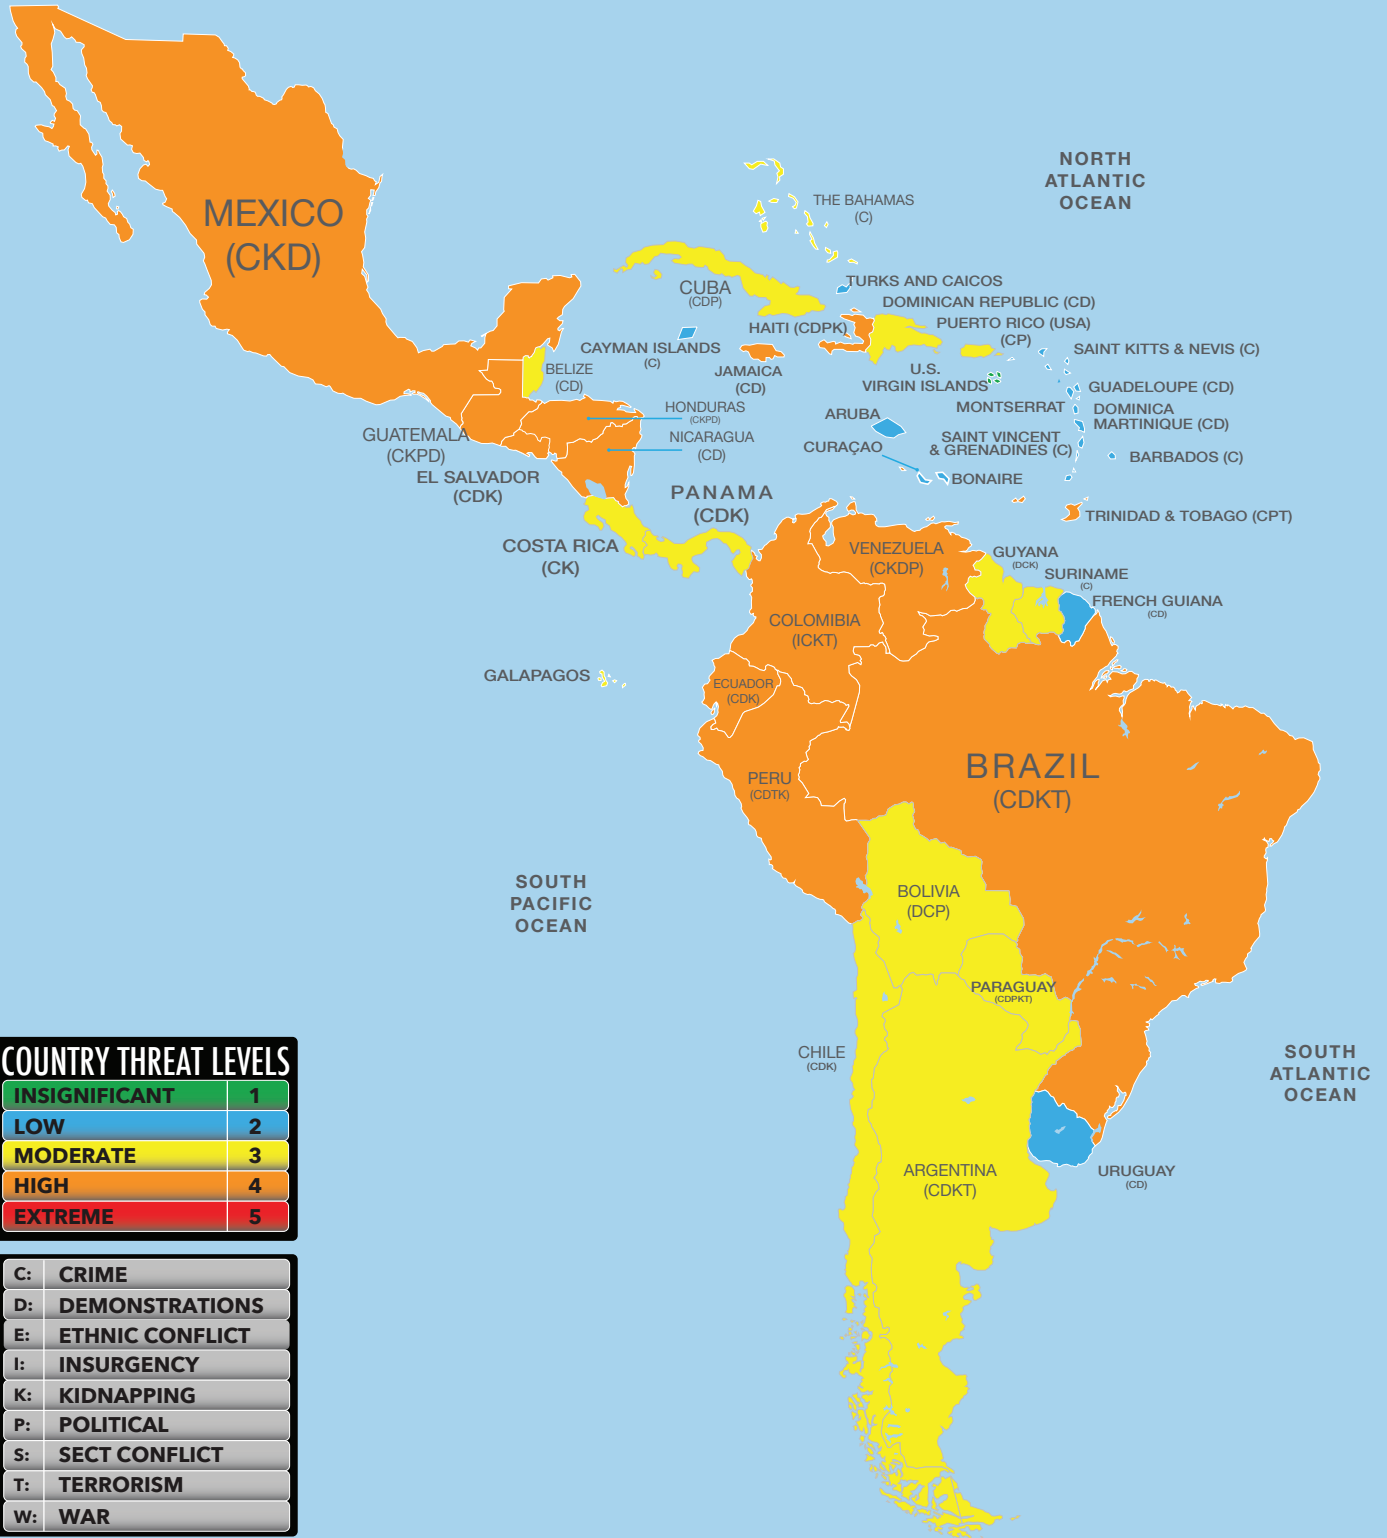 NORTH
ATLANTIC
OCEAN
MEXICO
(CKD)
THE BAHAMAS
(C)
CUBA
(CDP)
TURKS AND CAICOS
DOMINICAN REPUBLIC (CD)
HAITI (CDPK)
PUERTO RICO (USA)
(CP)
CAYMAN ISLANDS
(C)
SAINT KITTS & NEVIS (C)
JAMAICA
(CD)
BELIZE
(CD)
U.S.
VIRGIN ISLANDS
GUADELOUPE (CD)
MONTSERRAT
HONDURAS
(CKPD)
DOMINICA
MARTINIQUE (CD)
ARUBA
NICARAGUA
(CD)
GUATEMALA
(CKPD)
SAINT VINCENT
& GRENADINES (C)
CURAÇAO
BARBADOS (C)
EL SALVADOR
(CDK)
BONAIRE
PANAMA
(CDK)
TRINIDAD & TOBAGO (CPT)
COSTA RICA
(CK)
VENEZUELA
(CKDP)
GUYANA
(DCK)
SURINAME
(C)
FRENCH GUIANA
(CD)
COLOMIBIA
(ICKT)
GALAPAGOS
ECUADOR
(CDK)
PERU
(CDTK)
BRAZIL
(CDKT)
SOUTH
PACIFIC
OCEAN
BOLIVIA
(DCP)
PARAGUAY
(CDPKT)
CHILE
(CDK)
SOUTH
ATLANTIC
OCEAN
ARGENTINA
(CDKT)
URUGUAY
(CD)
COUNTRY THREAT LEVELS
INSIGNIFICANT 1
LOW 2
MODERATE 3
HIGH 4
EXTREME 5
C: CRIME
D: DEMONSTRATIONS
E: ETHNIC CONFLICT
I: INSURGENCY
K: KIDNAPPING
P: POLITICAL
S: SECT CONFLICT
T: TERRORISM
W: WAR